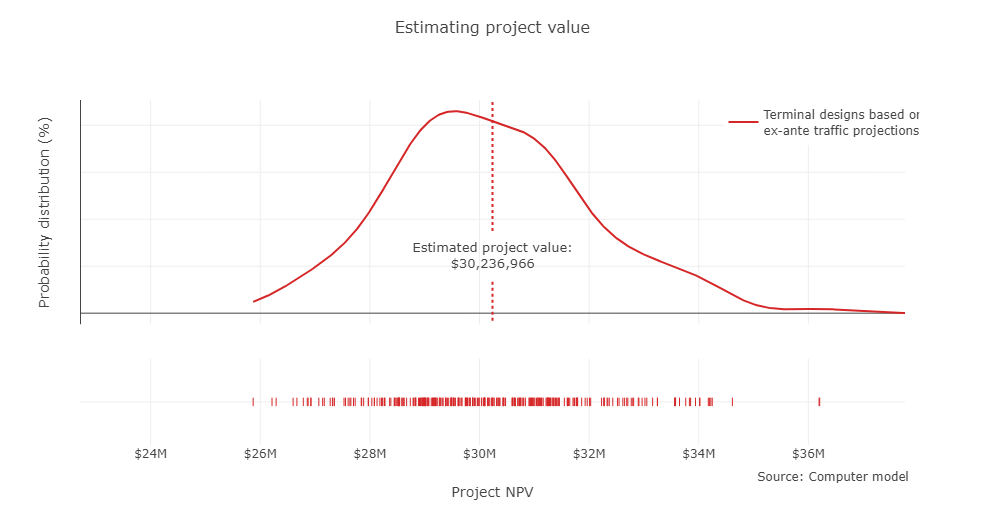 Estimating project value
Probability distribution (%)
Terminal designs based or
ex-ante traffic projections
Estimated project value:
$30,236,966
$24M $26M $28M $30M $32M $34M $36M
Source: Computer model
Project NPV